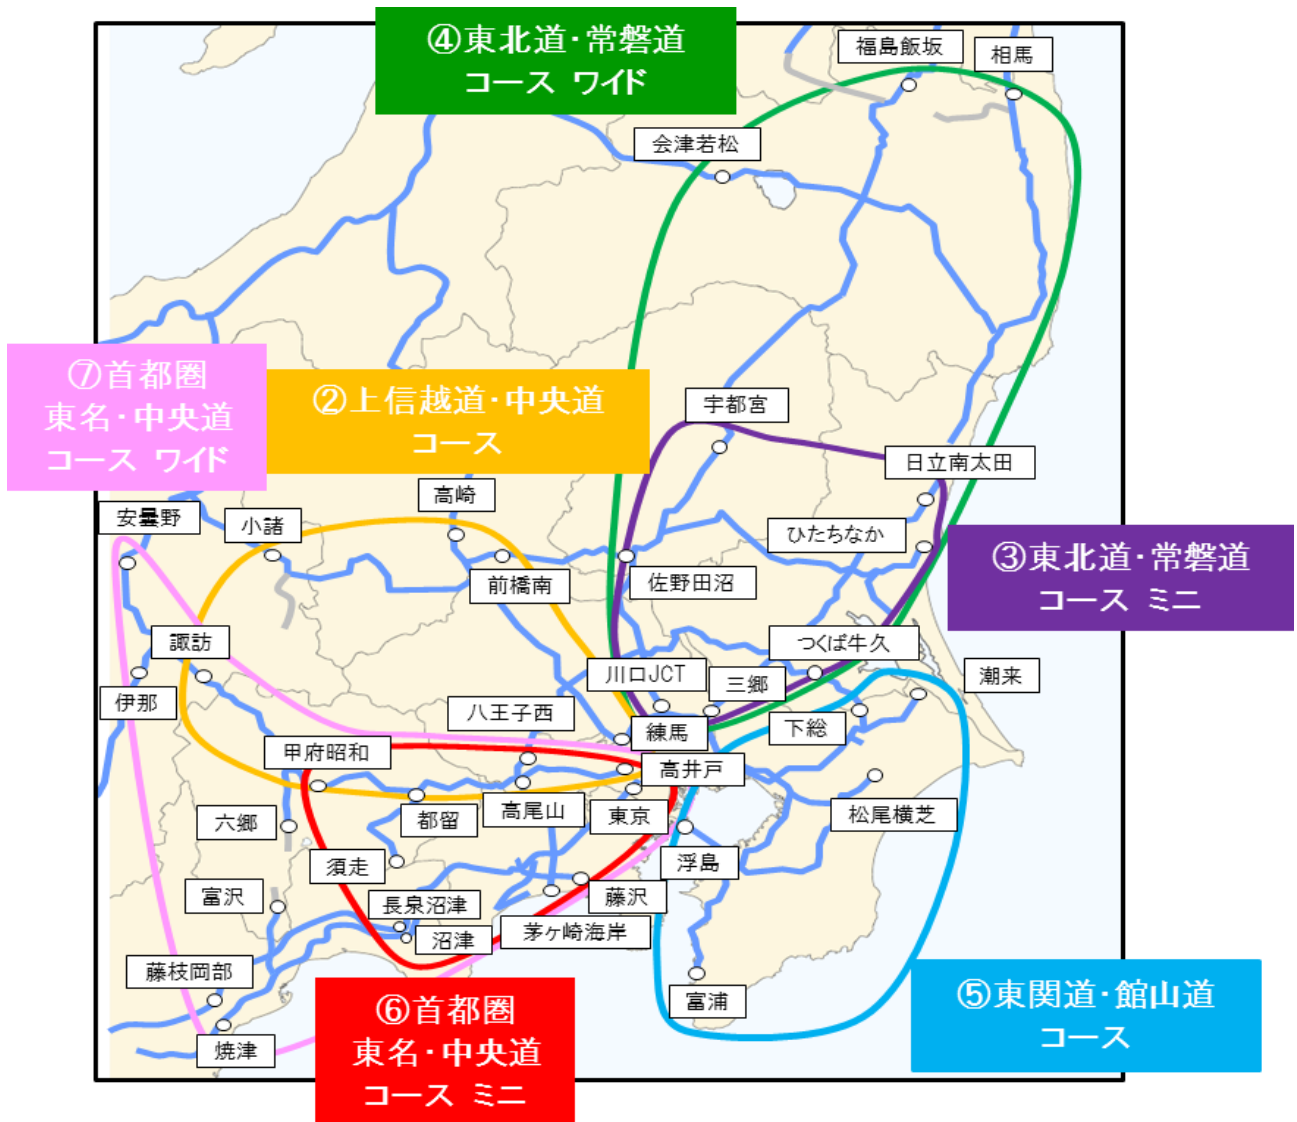 ④東北道・常磐道
コース ワイド
福島飯坂
相馬
会津若松
⑦首都圏
東名・中央道
コース ワイド
②上信越道・中央道
コース
宇都宮
日立南太田
高崎
安曇野
小諸
ひたちなか
③東北道・常磐道
コース ミニ
前橋南
佐野田沼
諏訪
つくば牛久
川口JCT
三郷
潮来
伊那
八王子西
練馬
下総
甲府昭和
高井戸
六郷
都留
高尾山
東京
松尾横芝
須走
浮島
富沢
長泉沼津
藤沢
沼津
茅ヶ崎海岸
藤枝岡部
富浦
⑤東関道・館山道
コース
⑥首都圏
東名・中央道
コース ミニ
焼津